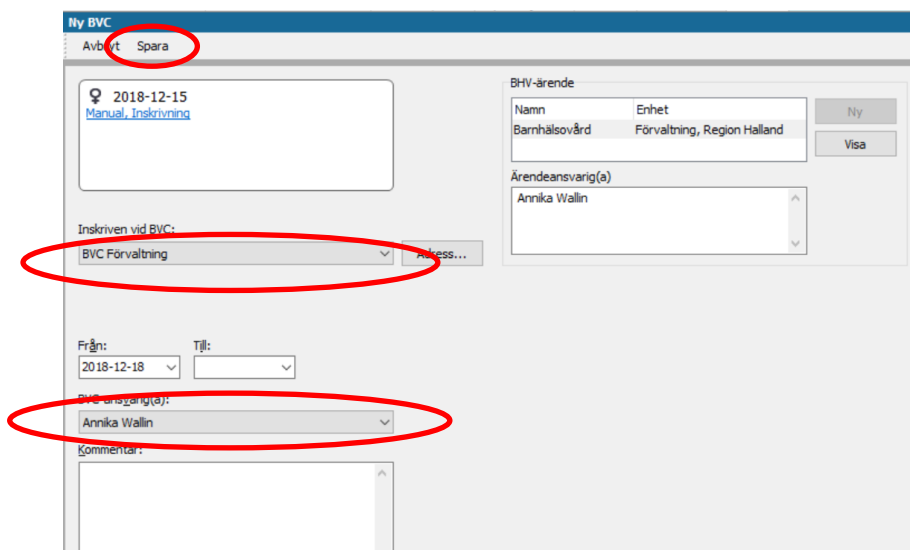 Ny BVC
Avbryt Spara
2018-12-15
Manual, Inskrivning
Inskriven vid BVC:
BVC Förvaltning
Adress...
Från: Till:
2018-12-18
BVC-ansvarig(a):
Annika Wallin
Kommentar:
BHV-ärende
Namn Enhet
Barnhälsovård Förvaltning, Region Halland
Ny
Visa
Ärendeansvarig(a)
Annika Wallin